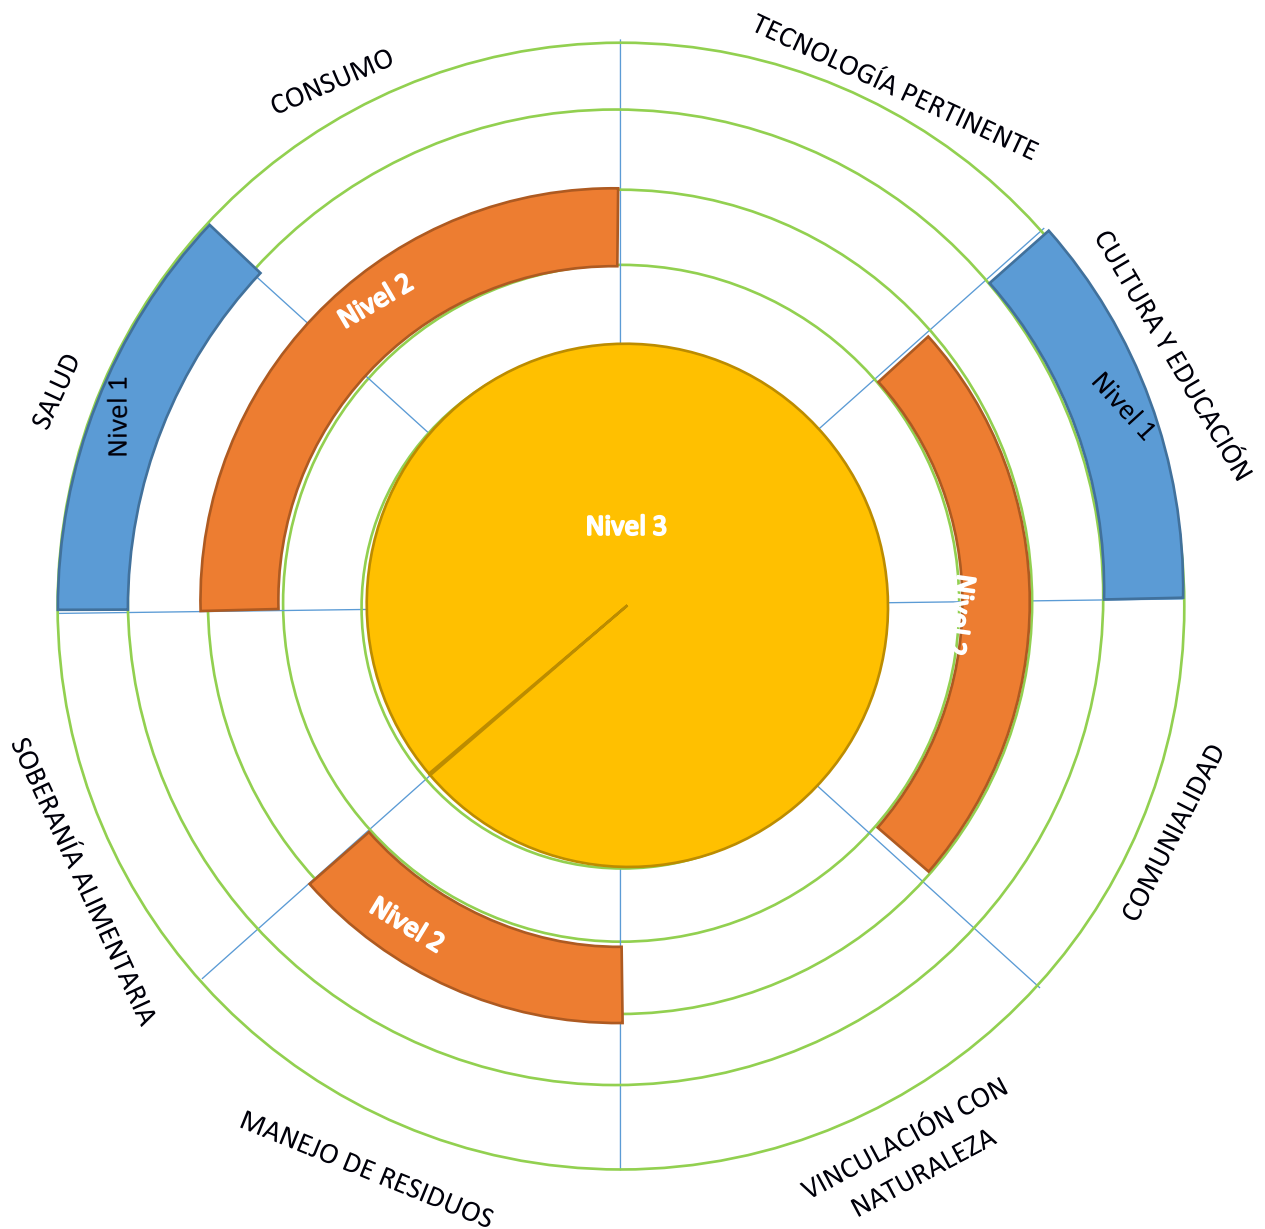 TECNOLOGÍA PERTINENTE
CONSUMO
CULTURA Y EDUCACIÓN
Nivel 2
SALUD
Nivel 1
Nivel 1
Nivel 3
Nivel 2
SOBERANÍA ALIMENTARIA
COMUNIALIDAD
Nivel 2
MANEJO DE RESIDUOS
VINCULACIÓN CON
NATURALEZA